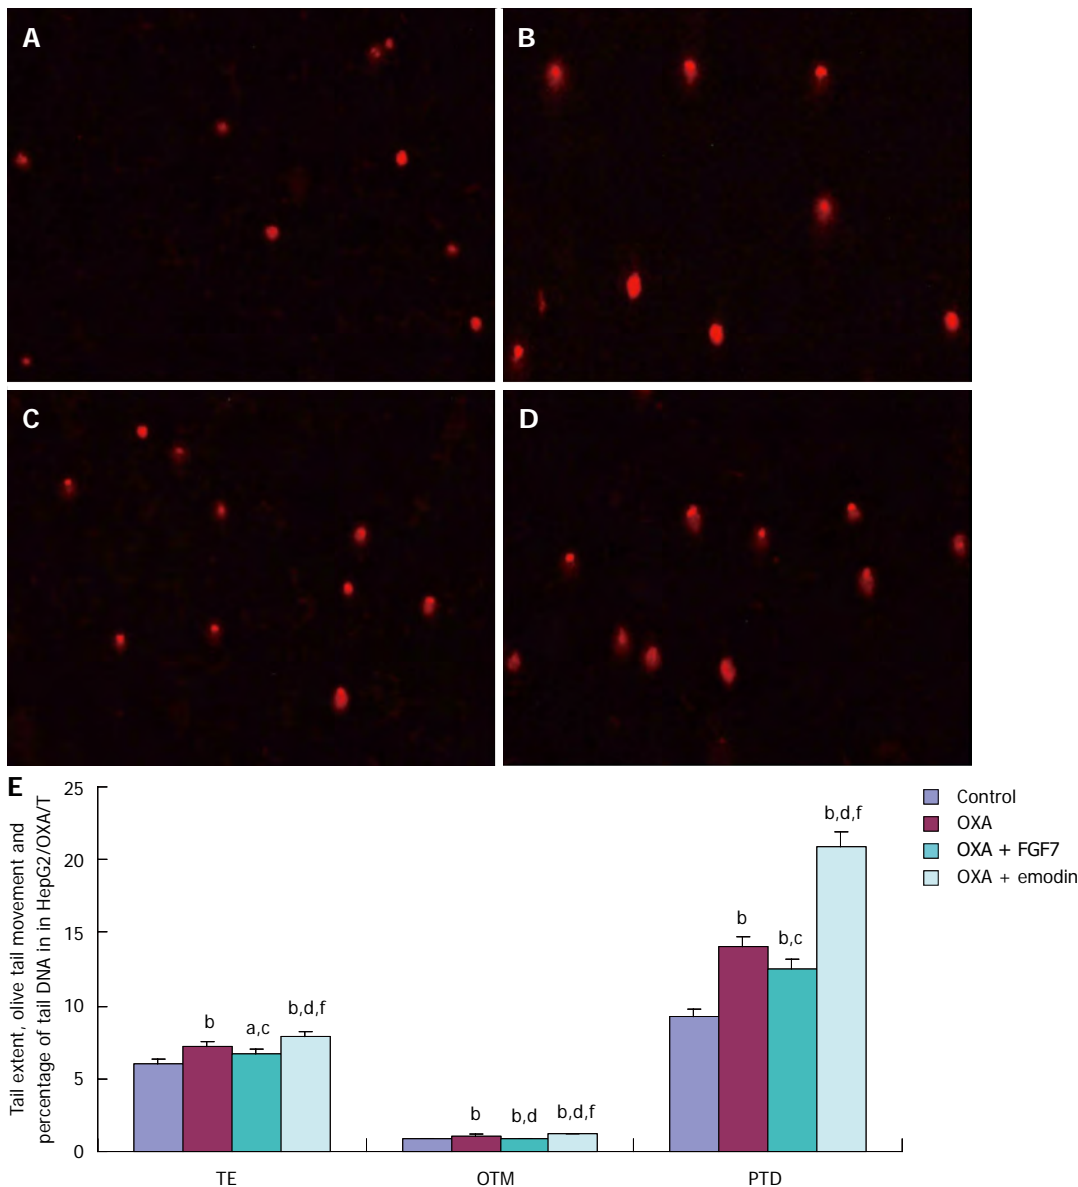 A
B
C
D
E
Tail extent, olive tail movement and
percentage of tail DNA in in HepG2/OXA/T
25
20
15
10
5
0
b
a,c
b,d,f
b
b,d
b,d,f
b
b,c
b,d,f
TE
OTM
PTD
Control
OXA
OXA + FGF7
OXA + emodin